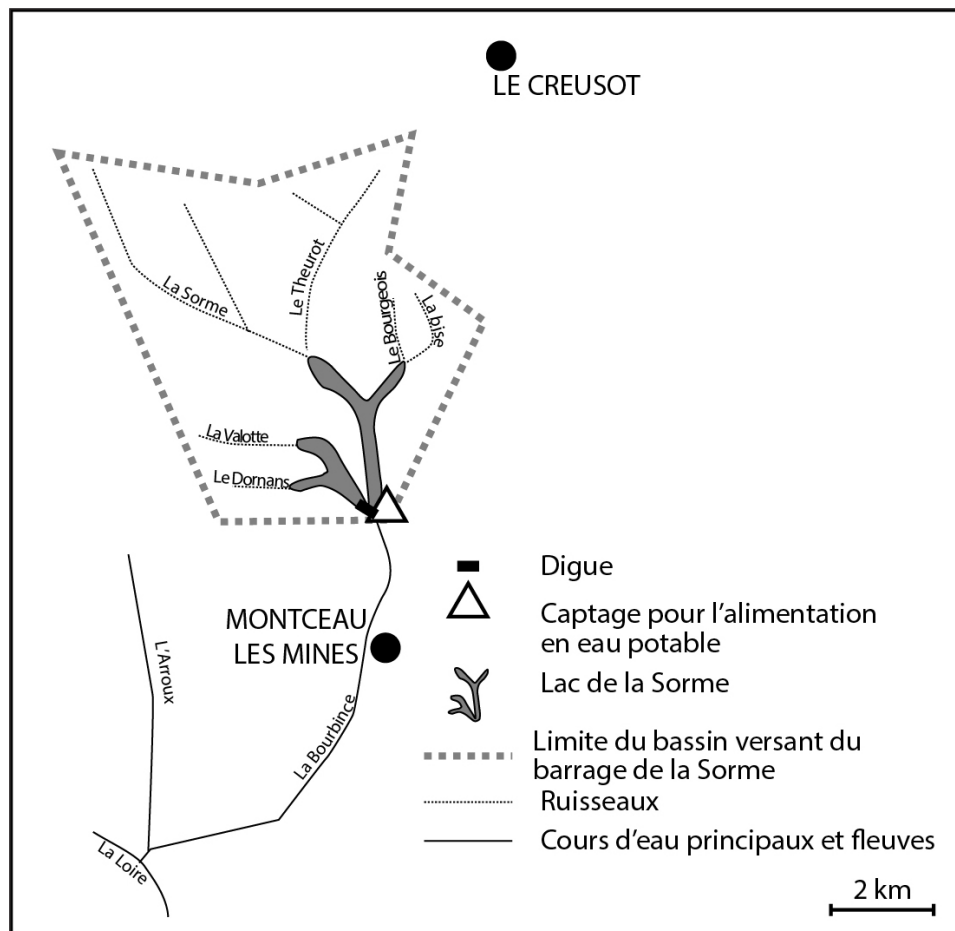 LE CREUSOT
La Sorme
Le Theurot
Le Bourgeois
La bise
La Valotte
Le Dornans
MONTCEAU
LES MINES
L'Arroux
La Bourbince
La Loire
Digue
Captage pour l'alimentation
en eau potable
Lac de la Sorme
Limite du bassin versant du
barrage de la Sorme
Ruisseaux
Cours d'eau principaux et fleuves
2 km